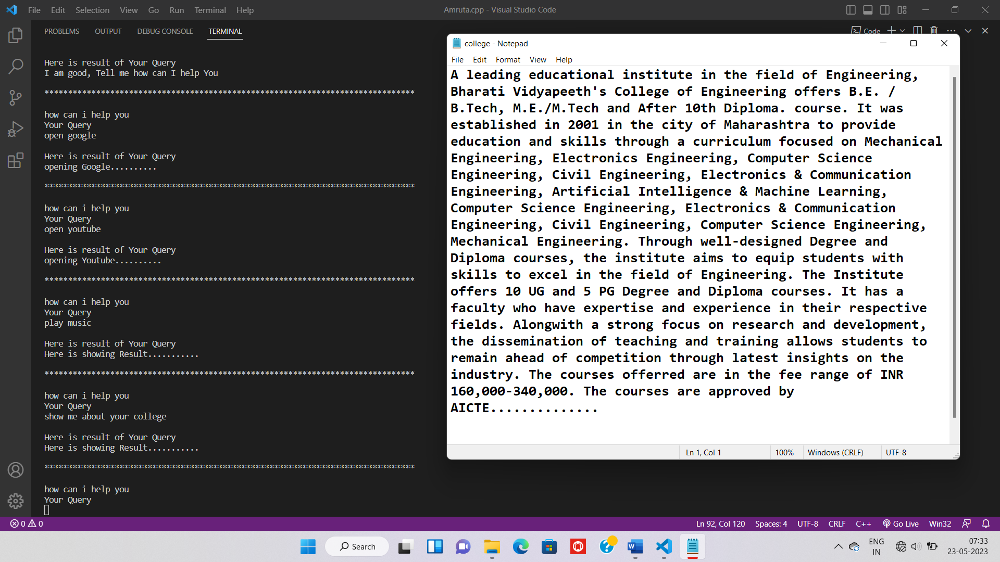 File Edit Selection View Go Run Terminal Help
Amruta.cpp - Visual Studio Code
PROBLEMS OUTPUT DEBUG CONSOLE TERMINAL
Code
Here is result of Your Query
I am good, Tell me how can I help You
*******************************************************************************
how can i help you
Your Query
open google
Here is result of Your Query
opening Google..........
*******************************************************************************
how can i help you
Your Query
open youtube
Here is result of Your Query
opening Youtube..........
*******************************************************************************
how can i help you
Your Query
play music
Here is result of Your Query
Here is showing Result...........
*******************************************************************************
how can i help you
Your Query
show me about your college
Here is result of Your Query
Here is showing Result...........
*******************************************************************************
how can i help you
Your Query
college - Notepad
File Edit Format View Help
A leading educational institute in the field of Engineering,
Bharati Vidyapeeth's College of Engineering offers B.E. /
B.Tech, M.E./M.Tech and After 10th Diploma. course. It was
established in 2001 in the city of Maharashtra to provide
education and skills through a curriculum focused on Mechanical
Engineering, Electronics Engineering, Computer Science
Engineering, Civil Engineering, Electronics & Communication
Engineering, Artificial Intelligence & Machine Learning,
Computer Science Engineering, Electronics & Communication
Engineering, Civil Engineering, Computer Science Engineering,
Mechanical Engineering. Through well-designed Degree and
Diploma courses, the institute aims to equip students with
skills to excel in the field of Engineering. The Institute
offers 10 UG and 5 PG Degree and Diploma courses. It has a
faculty who have expertise and experience in their respective
fields. Alongwith a strong focus on research and development,
the dissemination of teaching and training allows students to
remain ahead of competition through latest insights on the
industry. The courses offerred are in the fee range of INR
160,000-340,000. The courses are approved by
AICTE..............
Ln 1, Col 1 100% Windows (CRLF) UTF-8
0 0
Ln 92, Col 120 Spaces: 4 UTF-8 CRLF C++ Go Live Win32
Search
ENG
IN
07:33
23-05-2023